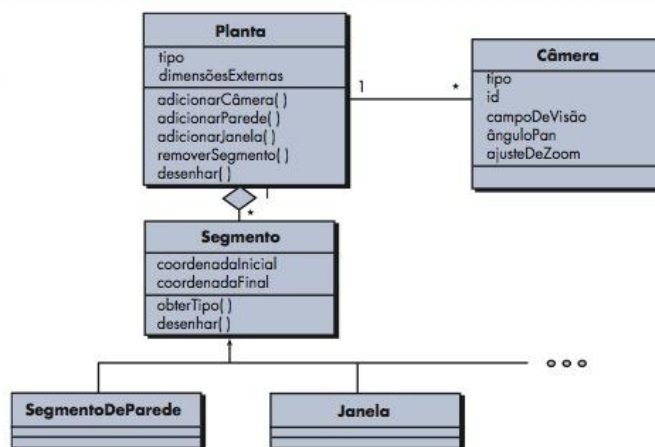 Planta
tipo
dimensõesExternas
adicionarCâmera( )
adicionarParede( )
adicionarJanela( )
removerSegmento( )
desenhar( )
1
*
Câmera
tipo
id
campoDeVisão
ânguloPan
ajusteDeZoom
1
*
Segmento
coordenadaInicial
coordenadaFinal
obterTipo( )
desenhar( )
SegmentoDeParede
Janela